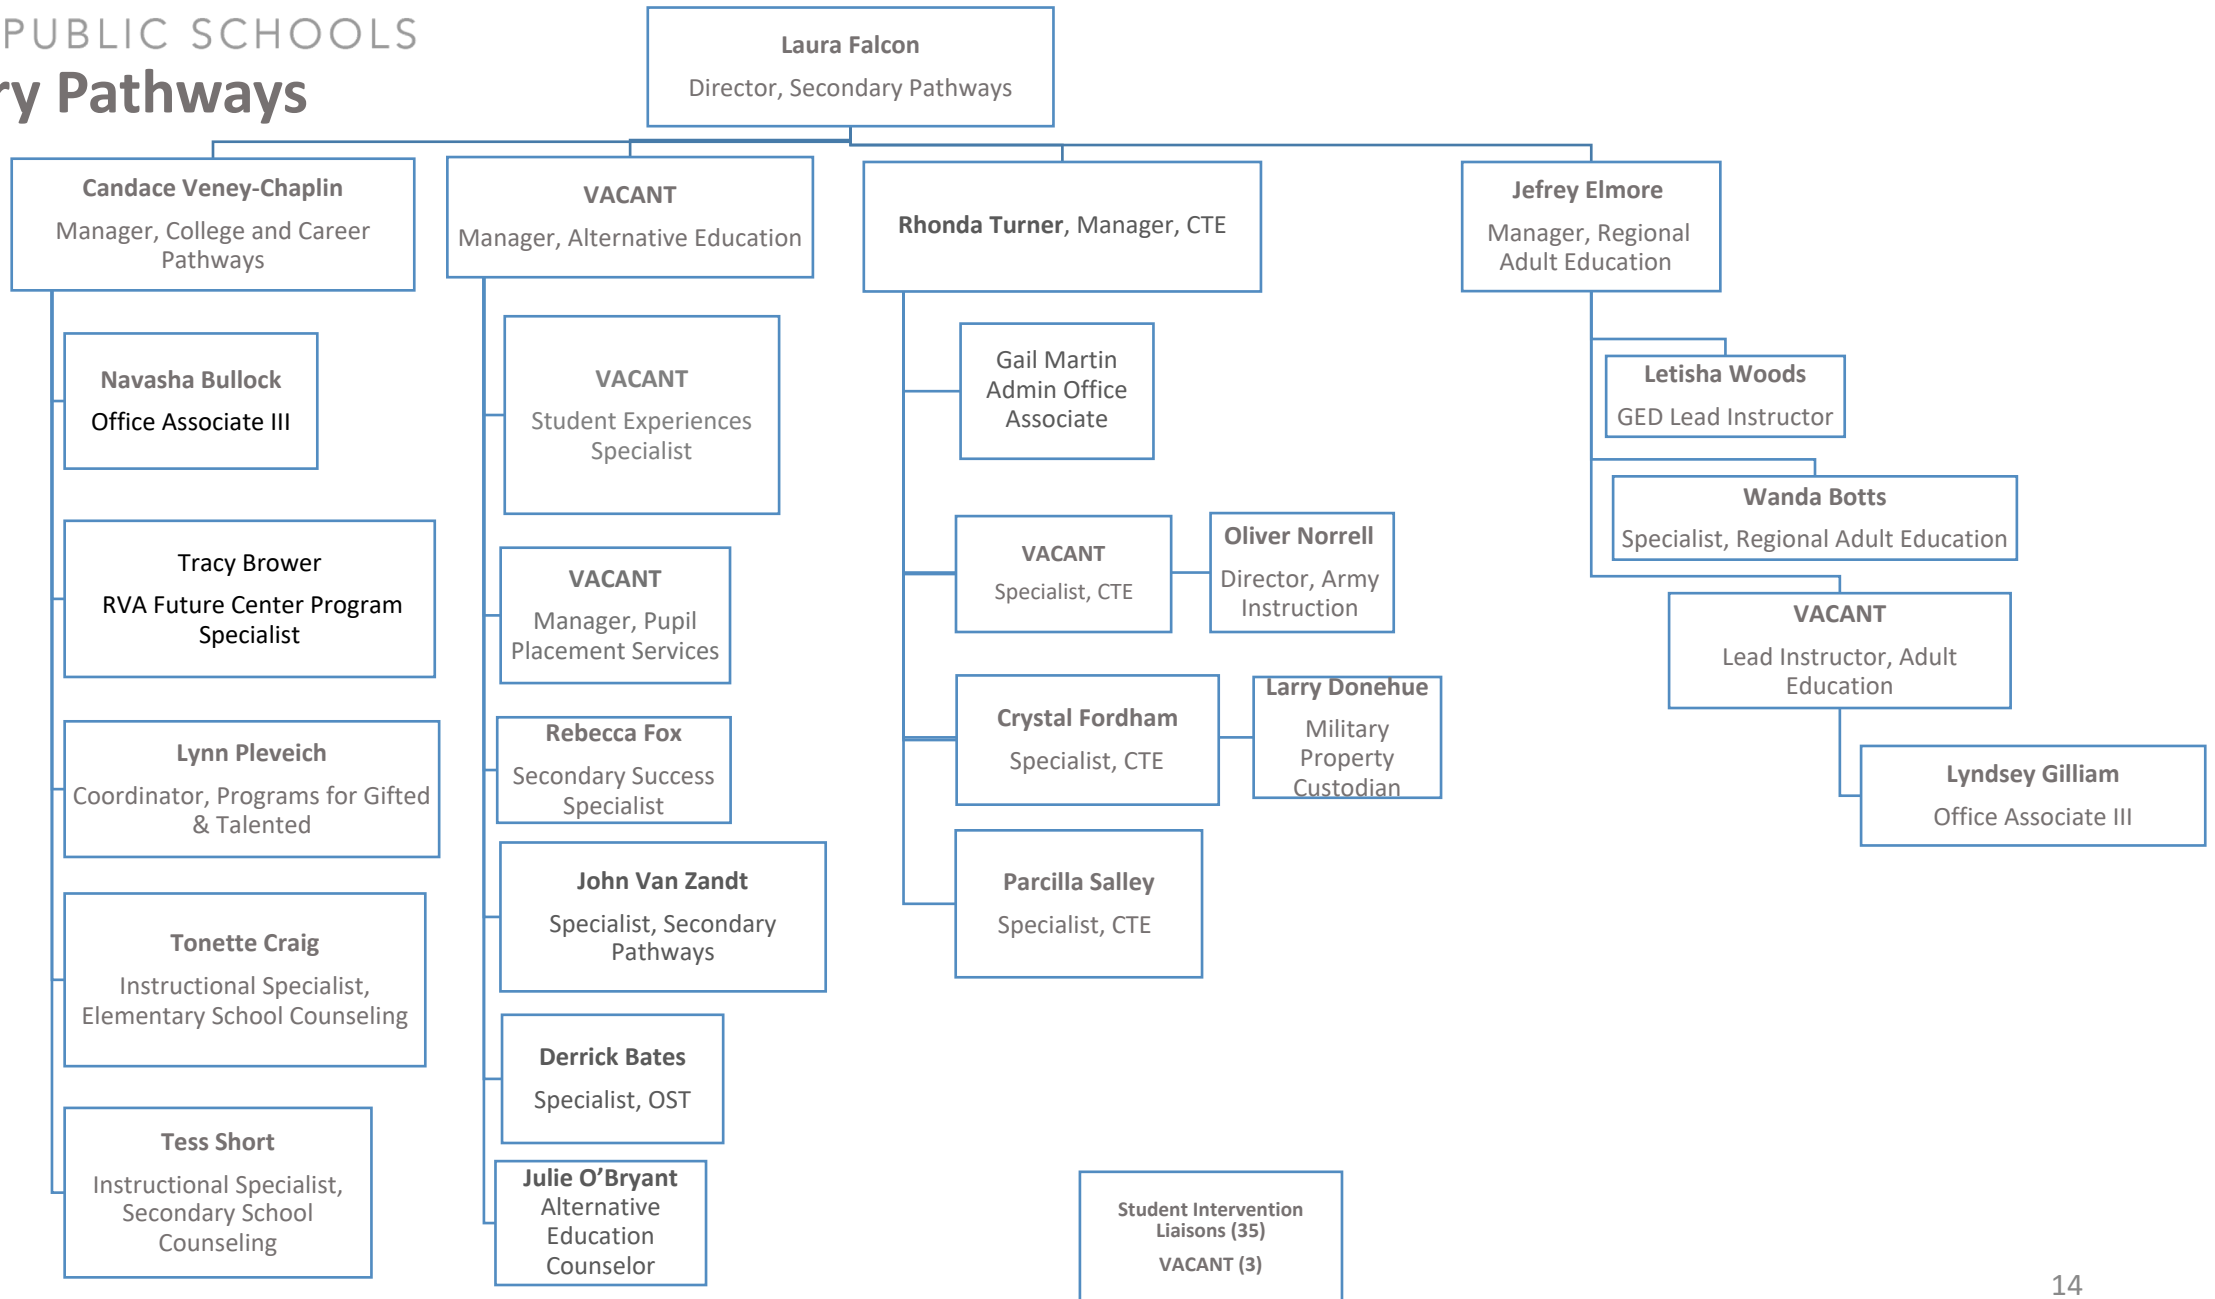 PUBLIC SCHOOLS
ry Pathways
Laura Falcon
Director, Secondary Pathways
Candace Veney-Chaplin
Manager, College and Career
Pathways
Navasha Bullock
Office Associate III
Tracy Brower
RVA Future Center Program
Specialist
Lynn Pleveich
Coordinator, Programs for Gifted
& Talented
Tonette Craig
Instructional Specialist,
Elementary School Counseling
Tess Short
Instructional Specialist,
Secondary School
Counseling
VACANT
Manager, Alternative Education
VACANT
Student Experiences
Specialist
VACANT
Manager, Pupil
Placement Services
Rebecca Fox
Secondary Success
Specialist
John Van Zandt
Specialist, Secondary
Pathways
Derrick Bates
Specialist, OST
Julie O’Bryant
Alternative
Education
Counselor
Rhonda Turner, Manager, CTE
Gail Martin
Admin Office
Associate
VACANT
Specialist, CTE
Oliver Norrell
Director, Army
Instruction
Crystal Fordham
Specialist, CTE
Larry Donehue
Military
Property
Custodian
Parcilla Salley
Specialist, CTE
Jefrey Elmore
Manager, Regional
Adult Education
Letisha Woods
GED Lead Instructor
Wanda Botts
Specialist, Regional Adult Education
VACANT
Lead Instructor, Adult
Education
Lyndsey Gilliam
Office Associate III
Student Intervention
Liaisons (35)
VACANT (3)
14